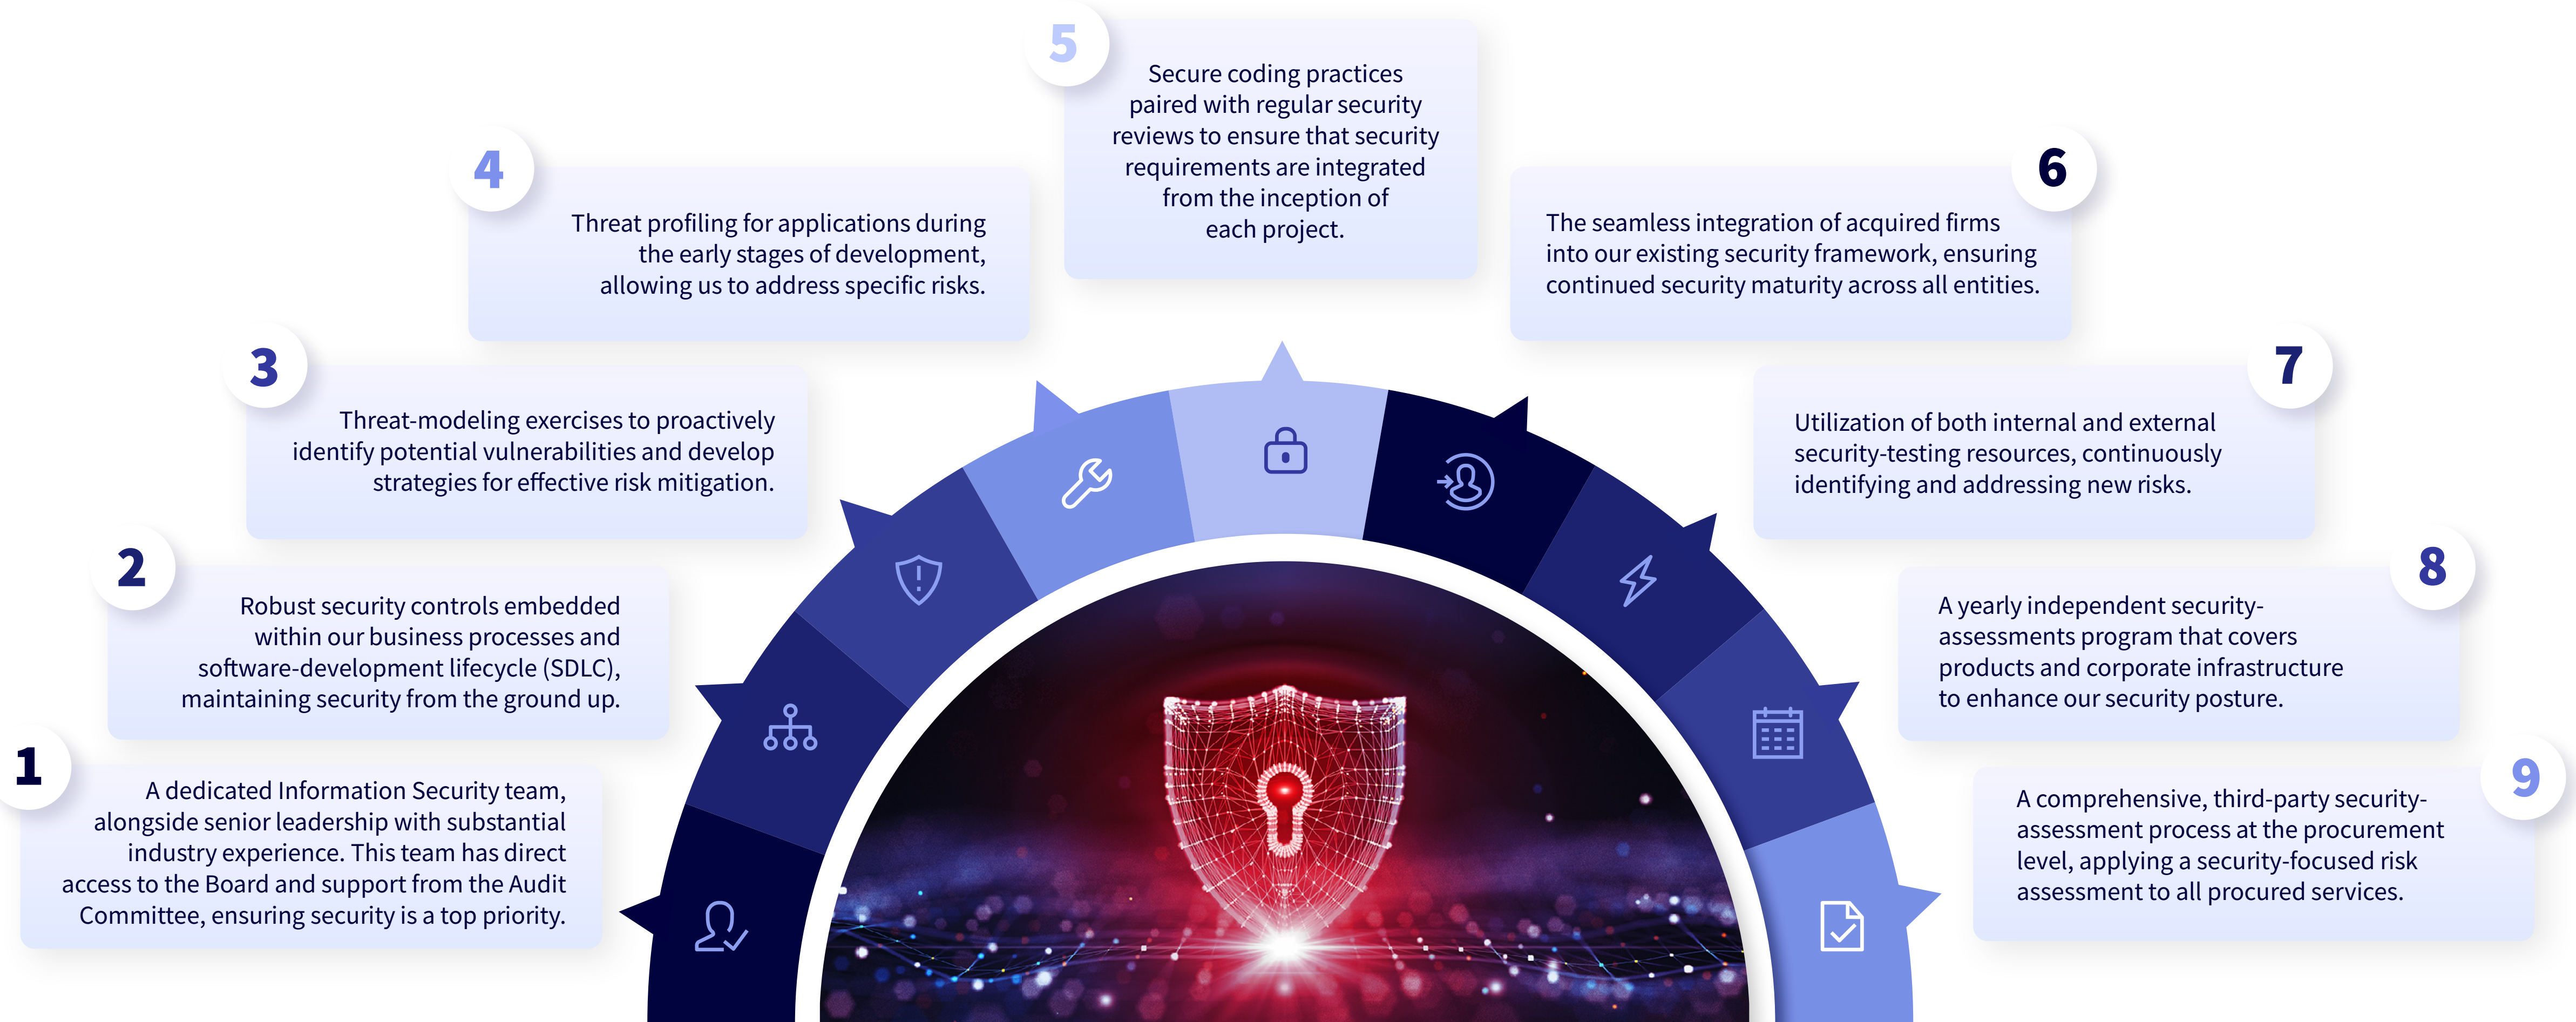 1
A dedicated Information Security team,
alongside senior leadership with substantial
industry experience. This team has direct
access to the Board and support from the Audit
Committee, ensuring security is a top priority.
2
Robust security controls embedded
within our business processes and
software-development lifecycle (SDLC),
maintaining security from the ground up.
3
Threat-modeling exercises to proactively
identify potential vulnerabilities and develop
strategies for effective risk mitigation.
4
Threat profiling for applications during
the early stages of development,
allowing us to address specific risks.
5
Secure coding practices
paired with regular security
reviews to ensure that security
requirements are integrated
from the inception of
each project.
6
The seamless integration of acquired firms
into our existing security framework, ensuring
continued security maturity across all entities.
7
Utilization of both internal and external
security-testing resources, continuously
identifying and addressing new risks.
8
A yearly independent security-
assessments program that covers
products and corporate infrastructure
to enhance our security posture.
9
A comprehensive, third-party security-
assessment process at the procurement
level, applying a security-focused risk
assessment to all procured services.